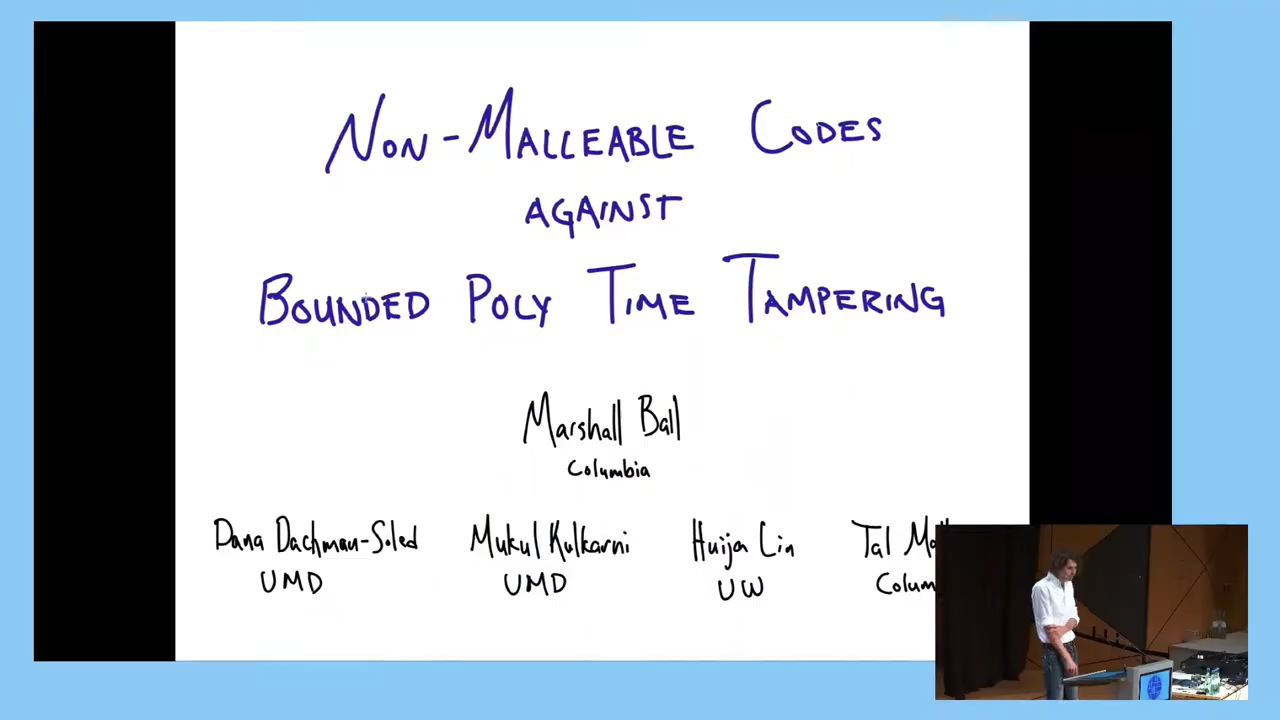 Non-Malleable Codes
against
Bounded Poly Time Tampering
Marshall Ball
Columbia
Dana Dachman-Soled Mukul Kulkarni Huijia Lin Tal
UMD UMD UW